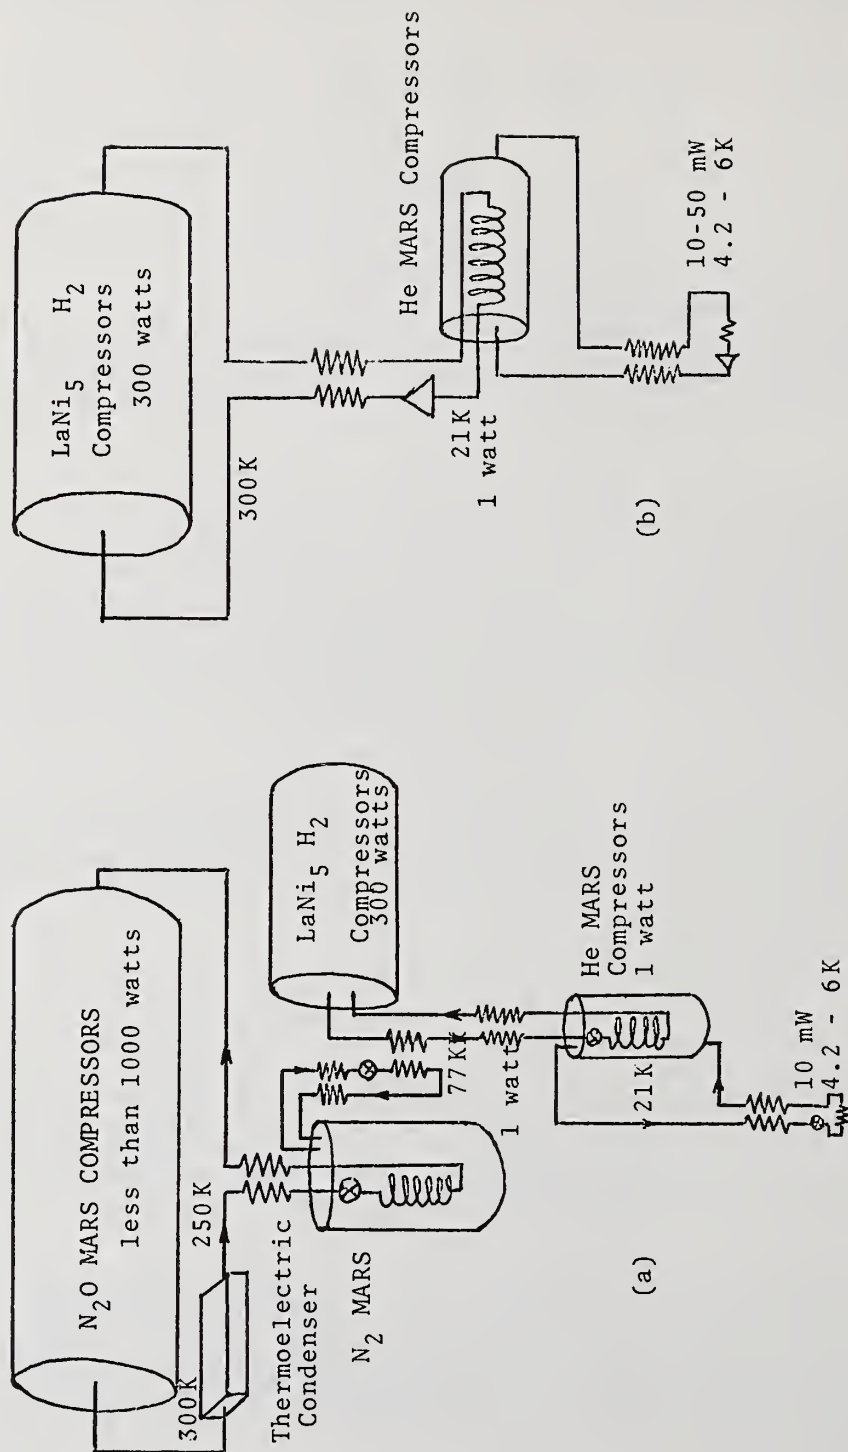 N2O MARS COMPRESSORS
less than 1000 watts
300K
250K
Thermoelectric
Condenser
N2 MARS
LaNi5 H2
Compressors
300 watts
77K
1 watt
He MARS
Compressors
1 watt
21K
10 mW
4.2 - 6K
(a)
LaNi5 H2
Compressors
300 watts
300K
He MARS Compressors
21K
1 watt
10-50 mW
4.2 - 6K
(b)